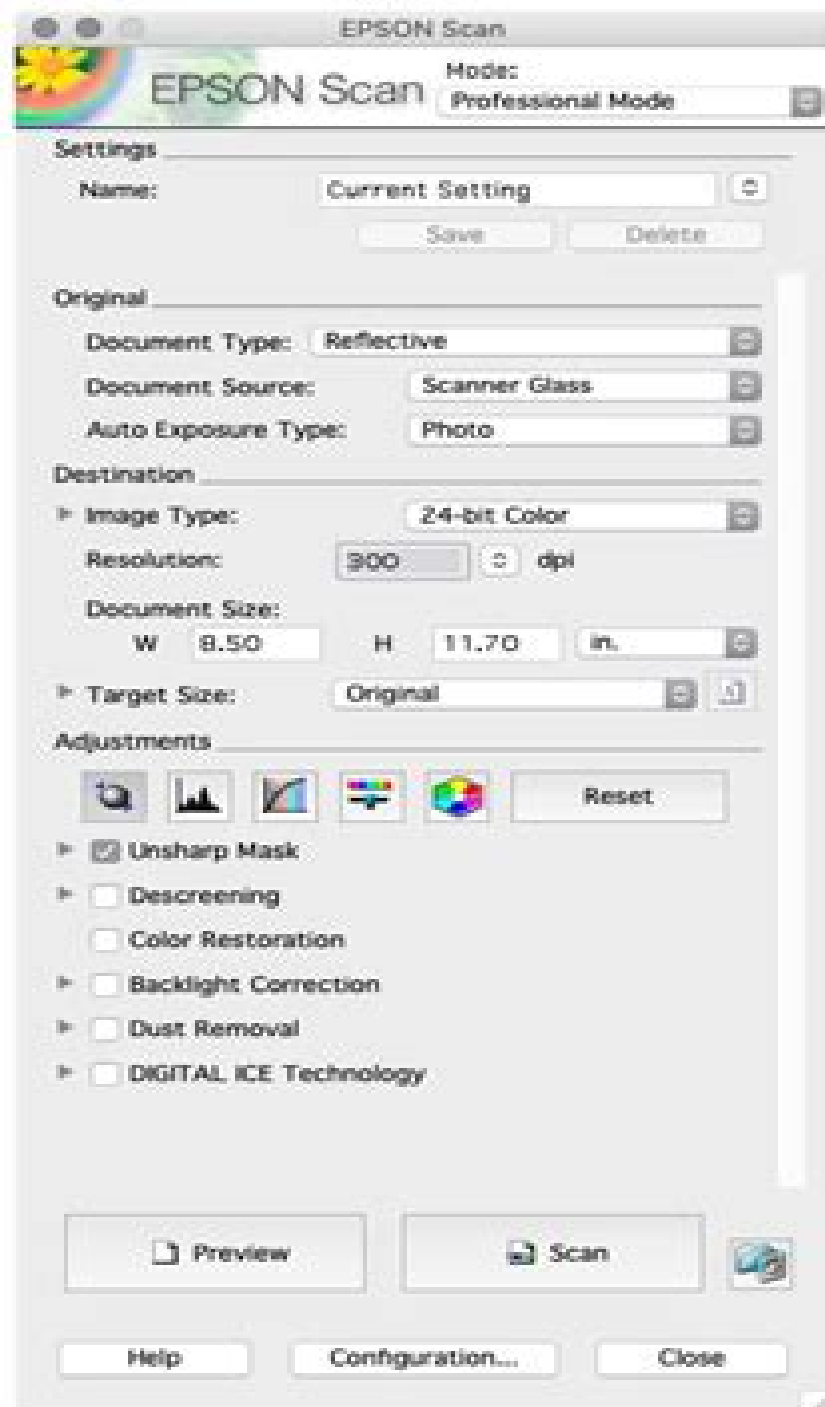 EPSON Scan
EPSON Scan
Mode:
Professional Mode
Settings
Name: Current Setting
Save Delete
Original
Document Type: Reflective
Document Source: Scanner Glass
Auto Exposure Type: Photo
Destination
Image Type: 24-bit Color
Resolution: 300 dpi
Document Size:
W 8.50 H 11.70 in.
Target Size: Original
Adjustments
Reset
Unsharp Mask
Descreening
Color Restoration
Backlight Correction
Dust Removal
DIGITAL ICE Technology
Preview Scan
Help Configuration... Close